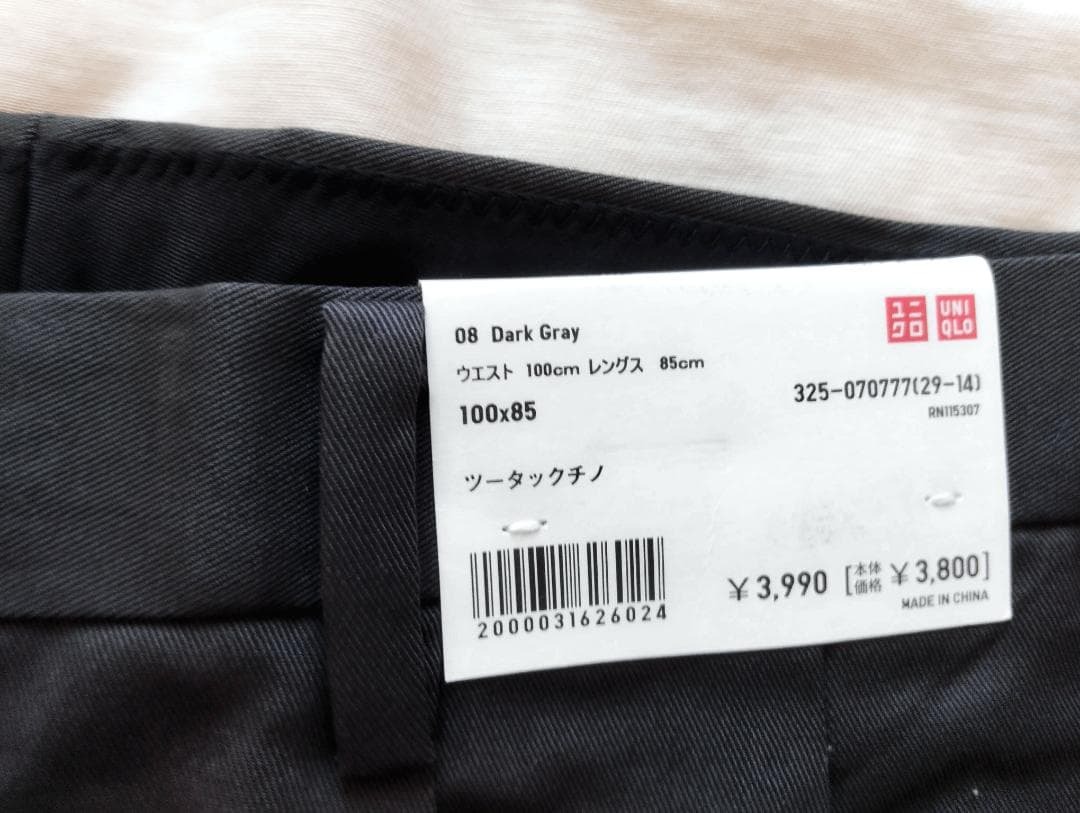 08 Dark Gray
ユニクロ
UNIQLO
ウエスト 100cm レングス 85cm
325-070777(29-14)
100x85
RN115307
ツータックチノ
¥3,990 [本体価格 ¥3,800]
2000031626024
MADE IN CHINA